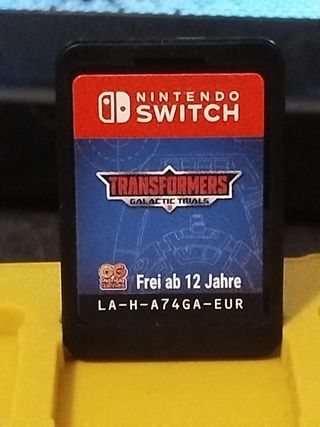 NINTENDO
SWITCH
TRANSFORMERS
GALACTIC TRIALS
Frei ab 12 Jahre
LA-H-A74GA-EUR